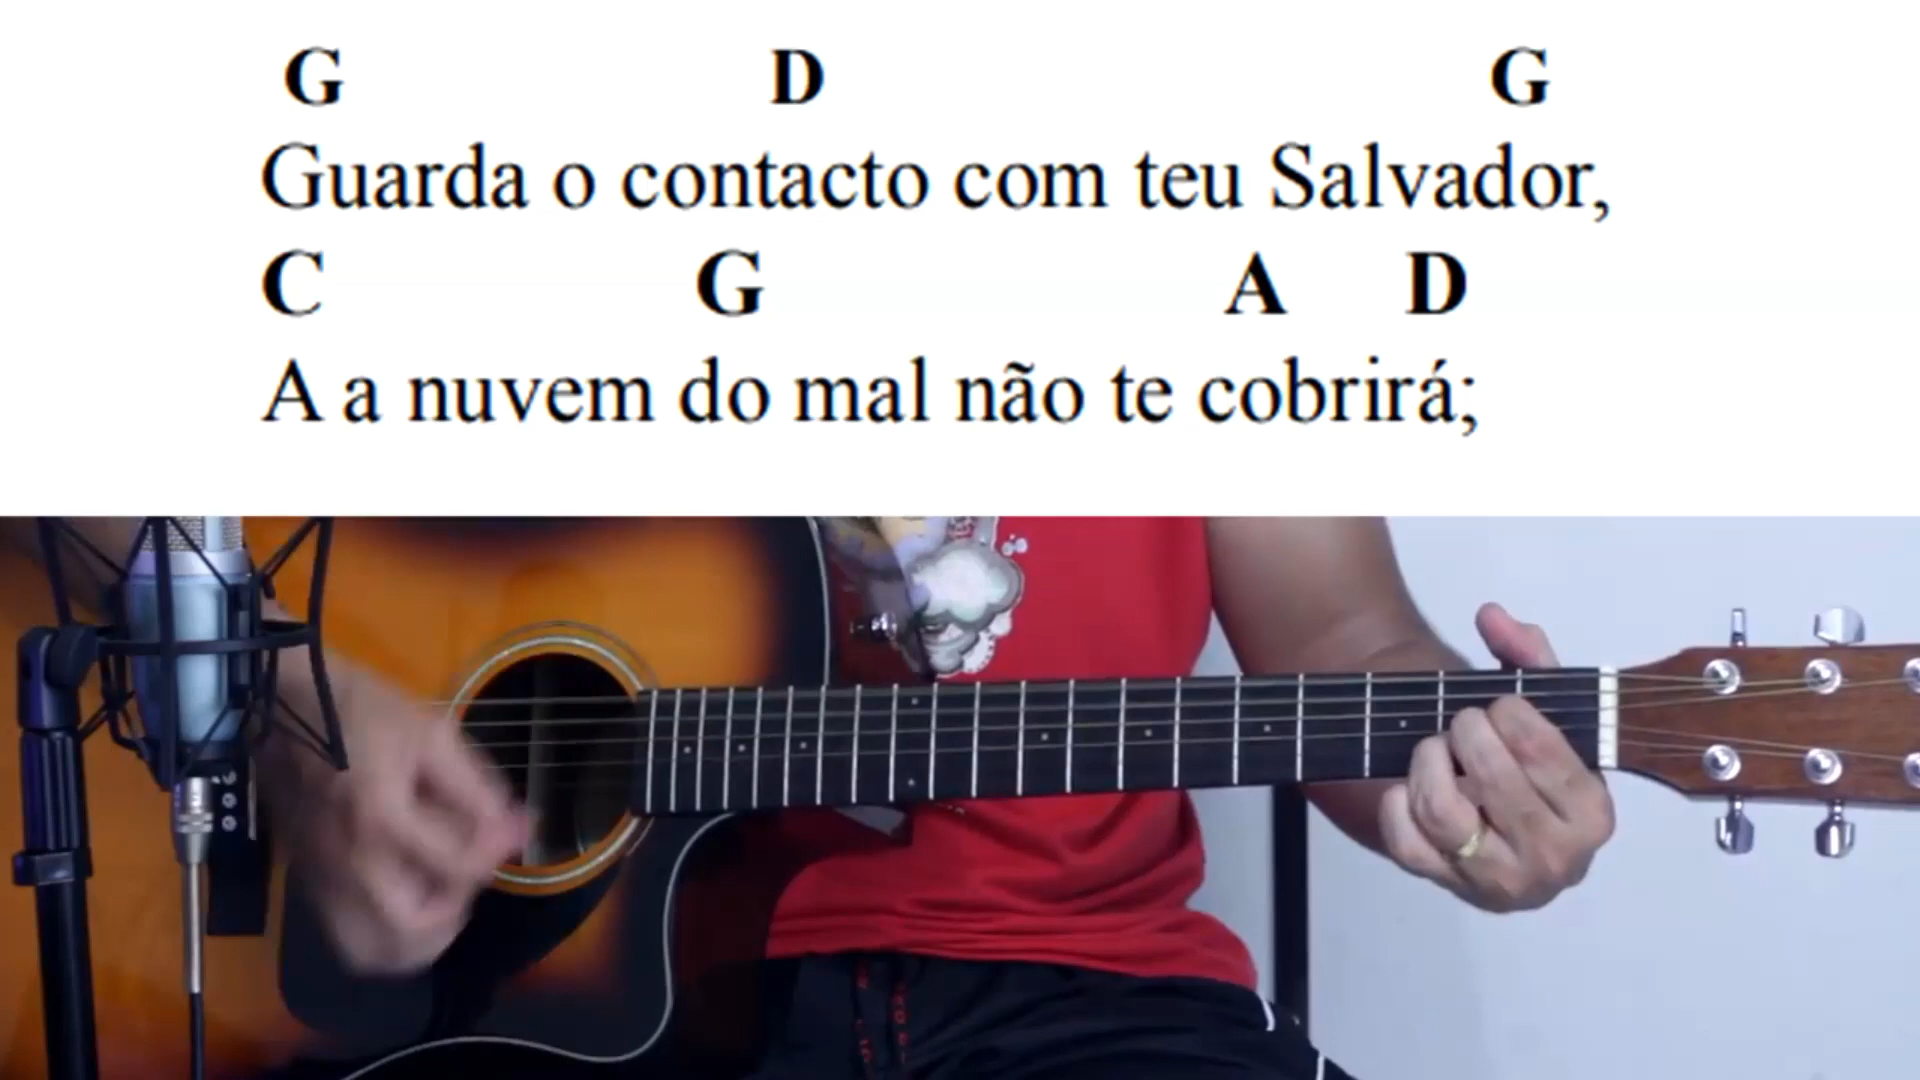 G D G
Guarda o contacto com teu Salvador,
C G A D
A a nuvem do mal não te cobrirá;